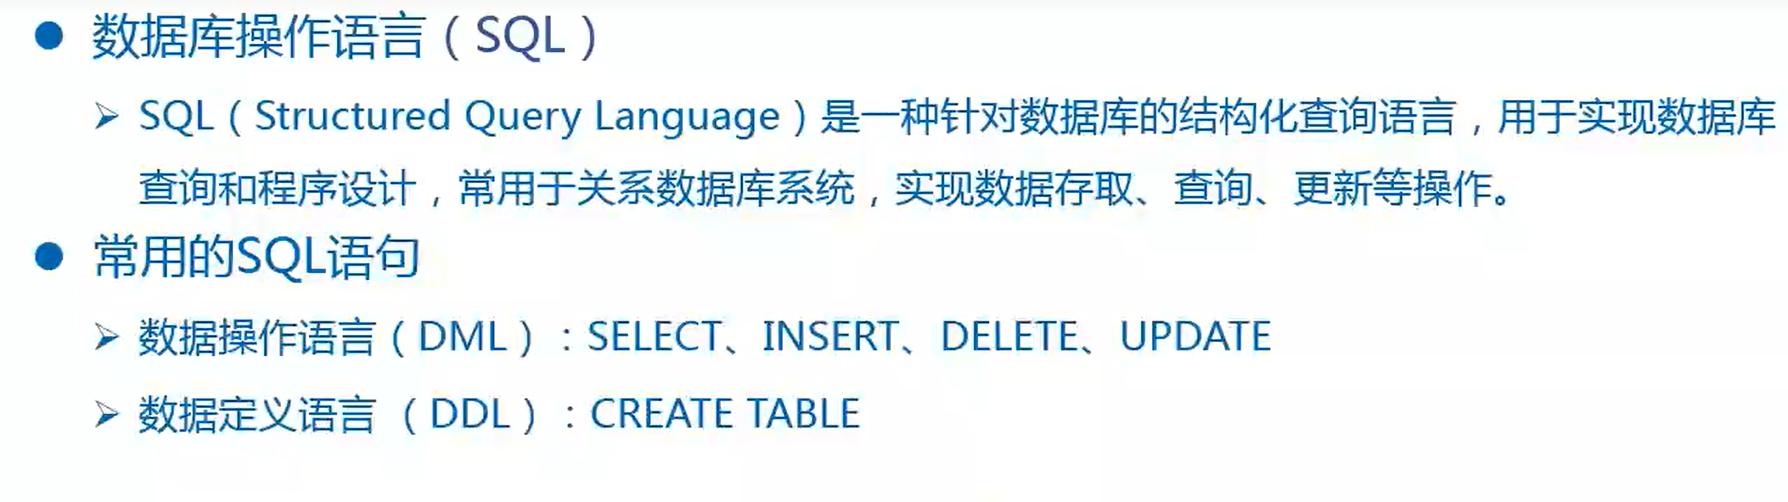 ● 数据库操作语言（SQL）
➢ SQL（Structured Query Language）是一种针对数据库的结构化查询语言，用于实现数据库
查询和程序设计，常用于关系数据库系统，实现数据存取、查询、更新等操作。
● 常用的SQL语句
➢ 数据操作语言（DML）：SELECT、INSERT、DELETE、UPDATE
➢ 数据定义语言 （DDL）：CREATE TABLE